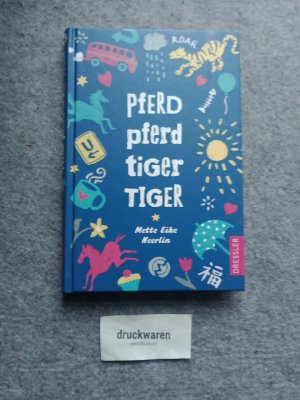 ROAR
PFERD
pferd
tiger
TIGER
Mette Eike
Neerlin
DRESSLER
福
druckwaren